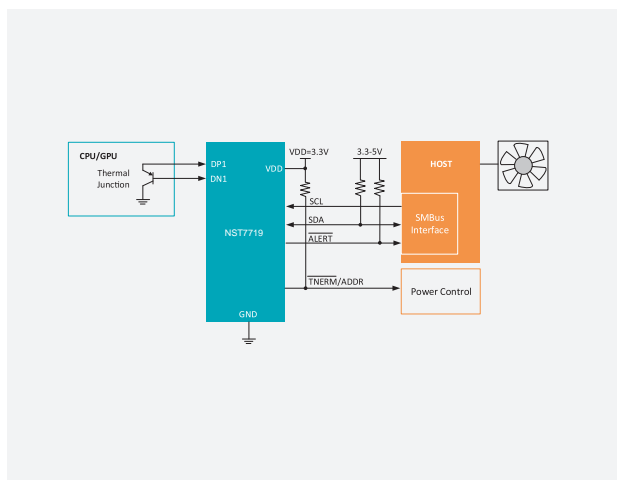 CPU/GPU
Thermal
Junction
DP1
DN1
VDD
NST7719
GND
VDD=3.3V
3.3-5V
SCL
SDA
ALERT
TNERM/ADDR
HOST
SMBus
Interface
Power Control